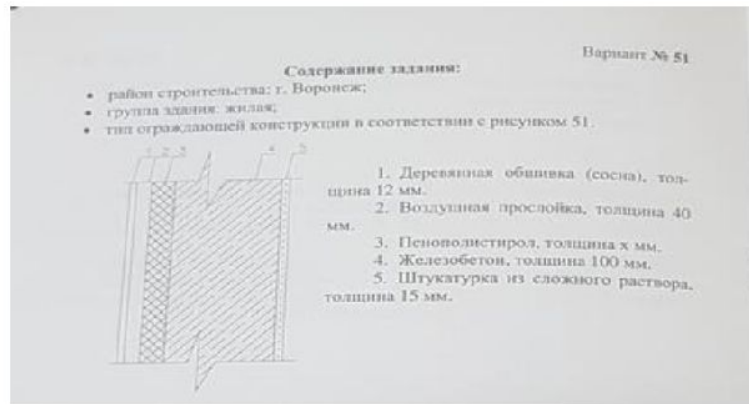 Вариант № 51
Содержание задания:
• район строительства: г. Воронеж;
• группа здания: жилая;
• тип ограждающей конструкции в соответствии с рисунком 51.
1 2 3 4 5
1. Деревянная обшивка (сосна), тол-
щина 12 мм.
2. Воздушная прослойка, толщина 40
мм.
3. Пенополистирол, толщина х мм.
4. Железобетон, толщина 100 мм.
5. Штукатурка из сложного раствора,
толщина 15 мм.